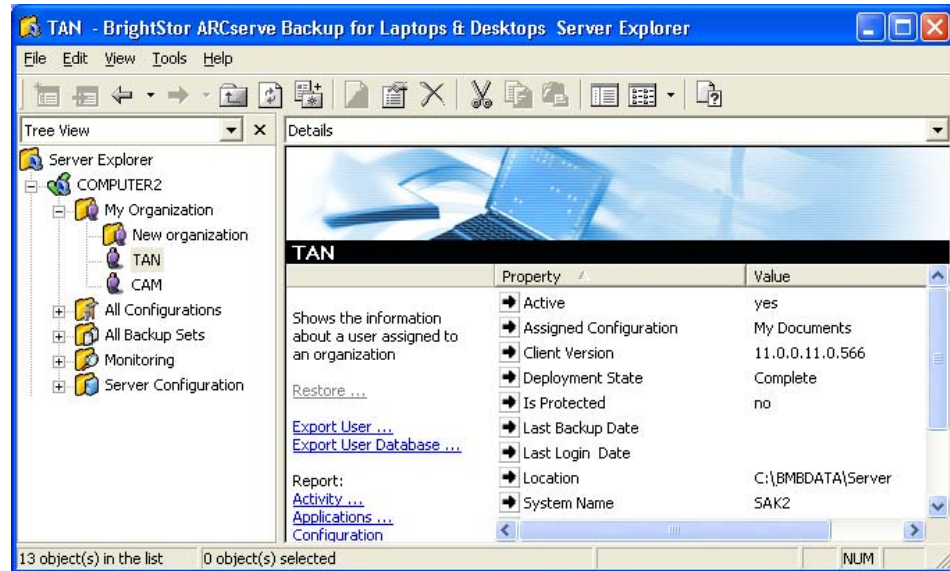 TAN - BrightStor ARCserve Backup for Laptops & Desktops Server Explorer
File Edit View Tools Help
Tree View
Details
Server Explorer
COMPUTER2
My Organization
New organization
TAN
CAM
All Configurations
All Backup Sets
Monitoring
Server Configuration
TAN
Shows the information
about a user assigned to
an organization
Restore ...
Export User ...
Export User Database ...
Report:
Activity ...
Applications ...
Configuration
Property Value
Active yes
Assigned Configuration My Documents
Client Version 11.0.0.11.0.566
Deployment State Complete
Is Protected no
Last Backup Date
Last Login Date
Location C:\BMBDATA\Server
System Name SAK2
13 object(s) in the list 0 object(s) selected NUM